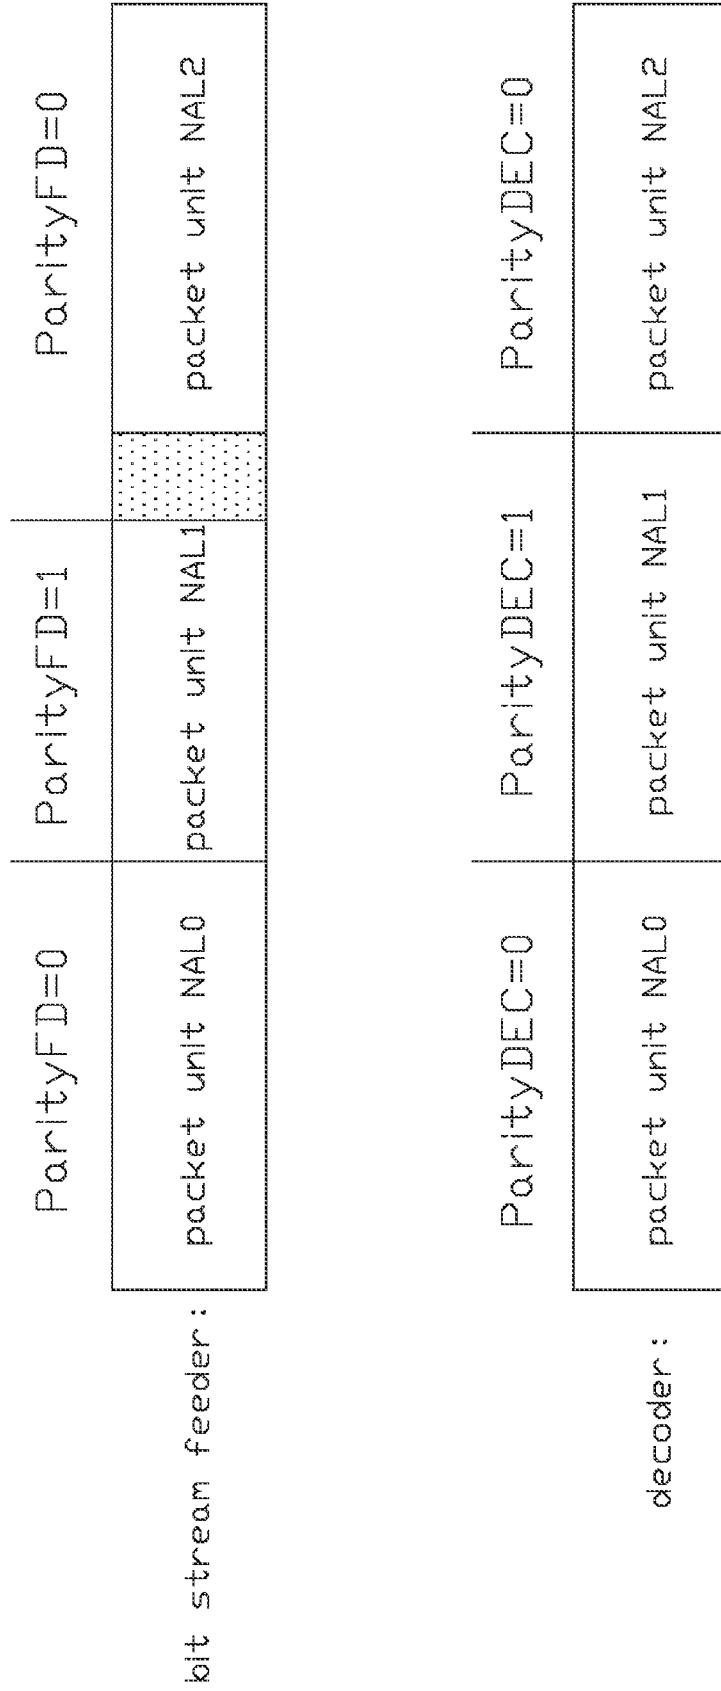 ParityFD=0 ParityFD=1 ParityFD=0
bit stream feeder: packet unit NAL0 packet unit NAL1 packet unit NAL2
ParityDEC=0 ParityDEC=1 ParityDEC=0
decoder: packet unit NAL0 packet unit NAL1 packet unit NAL2